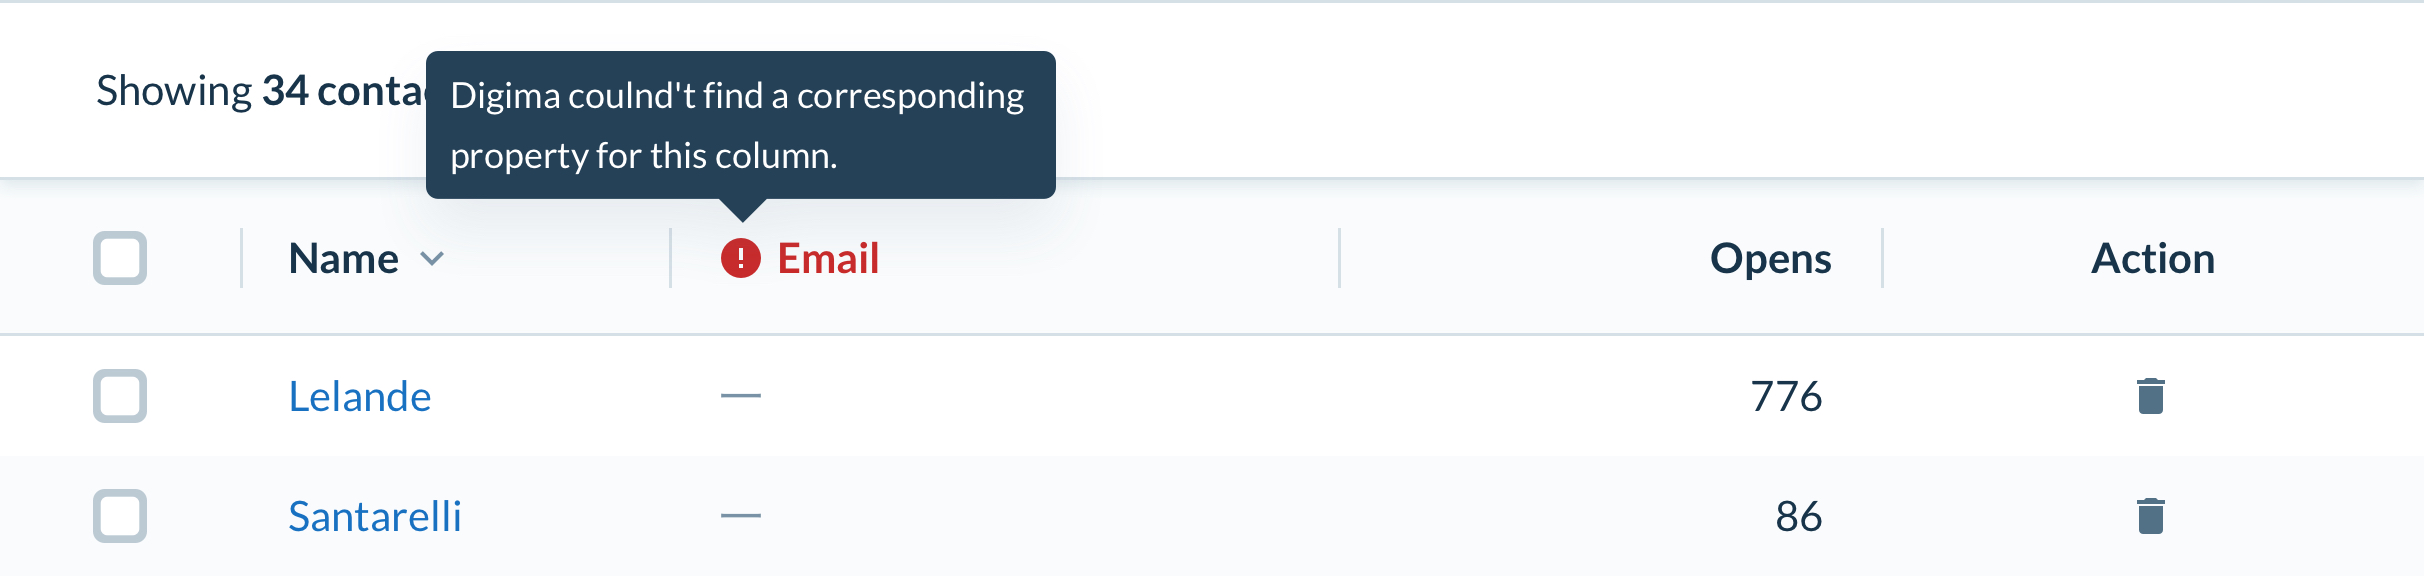 Showing 34 conta
Digima coulnd't find a corresponding
property for this column.
Name Email Opens Action
Lelande — 776
Santarelli — 86